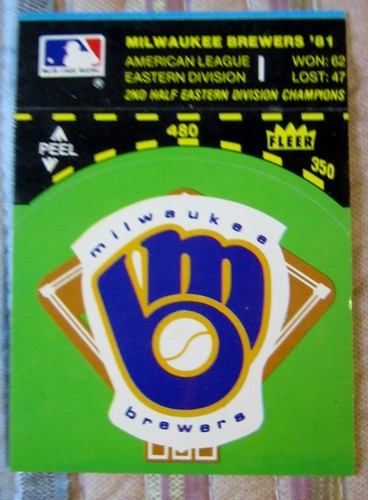 MILWAUKEE BREWERS '81
AMERICAN LEAGUE WON: 62
EASTERN DIVISION LOST: 47
2ND HALF EASTERN DIVISION CHAMPIONS
®
480
PEEL
FLEER
350
milwaukee
mb
brewers